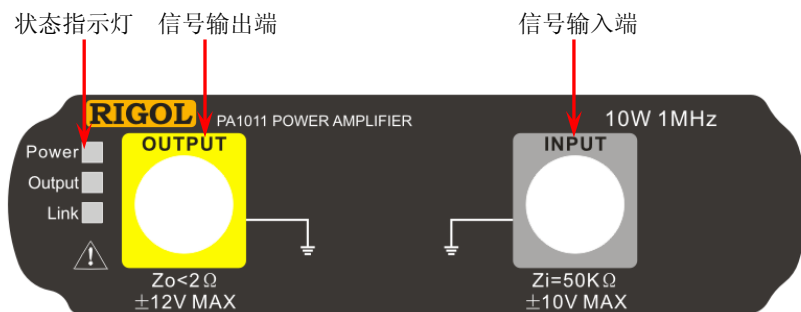 状态指示灯 信号输出端 信号输入端
RIGOL PA1011 POWER AMPLIFIER 10W 1MHz
Power OUTPUT INPUT
Output
Link
Zo<2Ω Zi=50KΩ
±12V MAX ±10V MAX